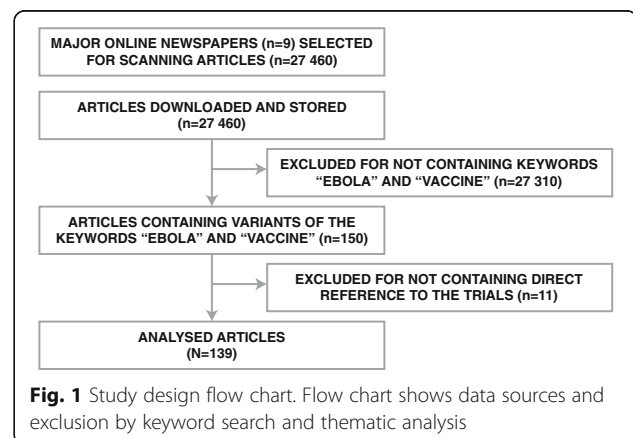 MAJOR ONLINE NEWSPAPERS (n=9) SELECTED
FOR SCANNING ARTICLES (n=27 460)
ARTICLES DOWNLOADED AND STORED
(n=27 460)
EXCLUDED FOR NOT CONTAINING KEYWORDS
“EBOLA” AND “VACCINE” (n=27 310)
ARTICLES CONTAINING VARIANTS OF THE
KEYWORDS “EBOLA” AND “VACCINE” (n=150)
EXCLUDED FOR NOT CONTAINING DIRECT
REFERENCE TO THE TRIALS (n=11)
ANALYSED ARTICLES
(N=139)
Fig. 1 Study design flow chart. Flow chart shows data sources and
exclusion by keyword search and thematic analysis